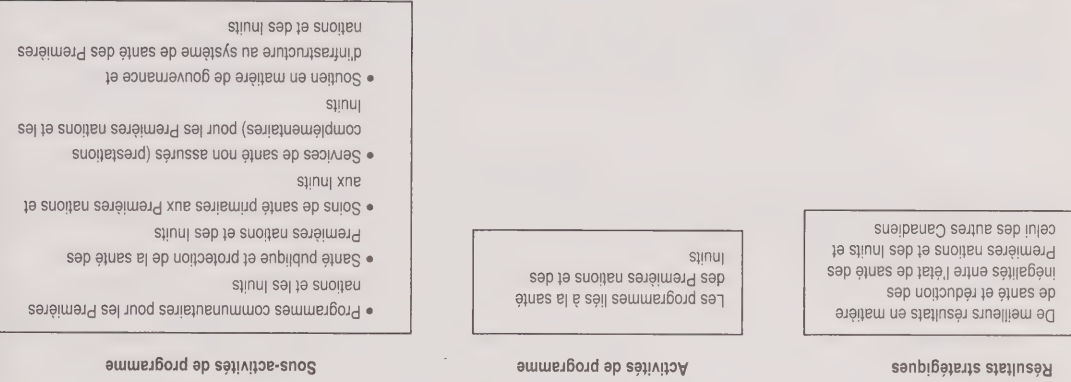 Résultats stratégiques
De meilleurs résultats en matière
de santé et réduction des
inégalités entre l'état de santé des
Premières nations et des Inuits et
celui des autres Canadiens
Activités de programme
Les programmes liés à la santé
des Premières nations et des
Inuits
Sous-activités de programme
• Programmes communautaires pour les Premières
nations et les Inuits
• Santé publique et protection de la santé des
Premières nations et des Inuits
• Soins de santé primaires aux Premières nations et
aux Inuits
• Services de santé non assurés (prestations
complémentaires) pour les Premières nations et les
Inuits
• Soutien en matière de gouvernance et
d'infrastructure au système de santé des Premières
nations et des Inuits